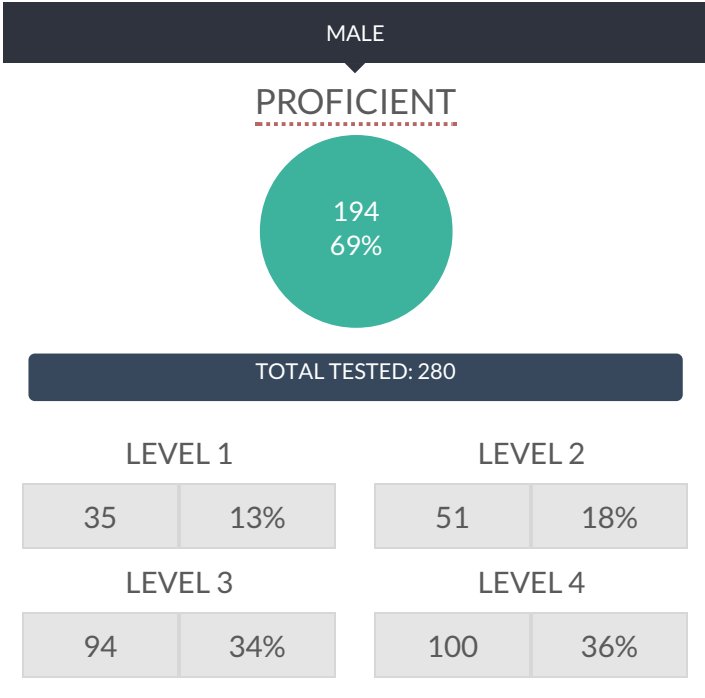 MALE
PROFICIENT
194
69%
TOTAL TESTED: 280
LEVEL 1
35 13%
LEVEL 2
51 18%
LEVEL 3
94 34%
LEVEL 4
100 36%